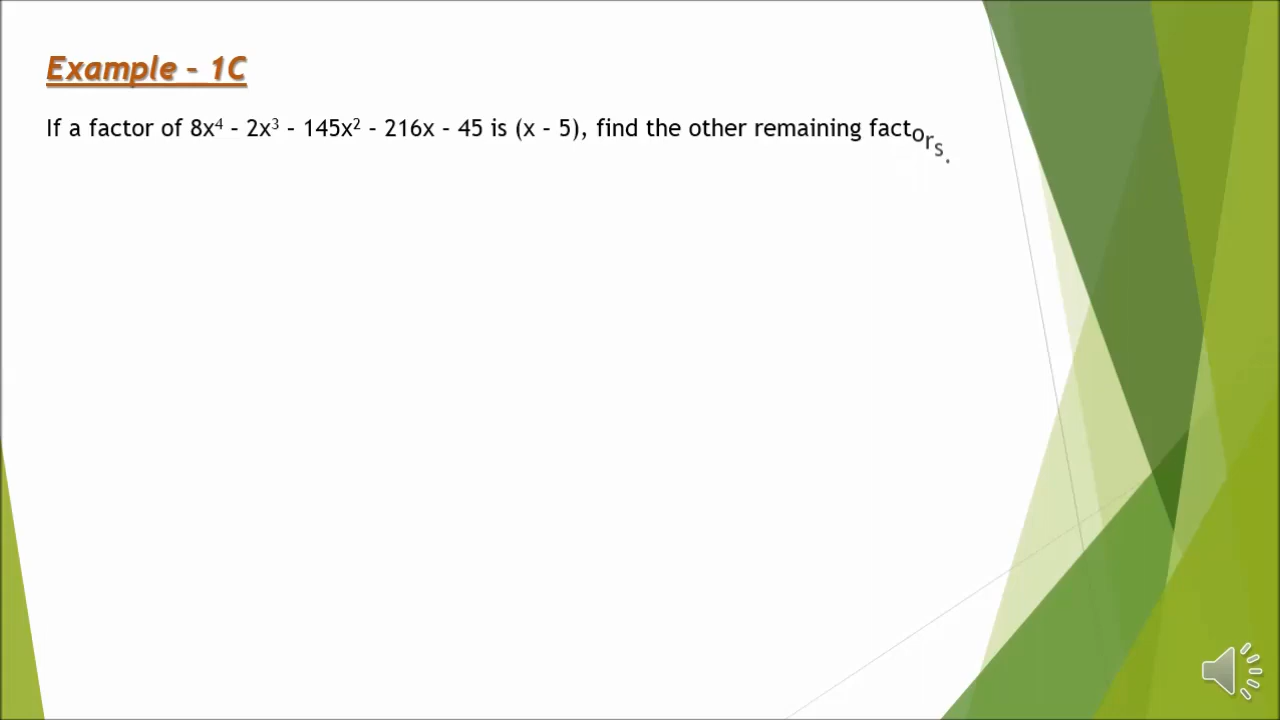 Example – 1C
If a factor of 8x⁴ – 2x³ – 145x² – 216x – 45 is (x – 5), find the other remaining factors.